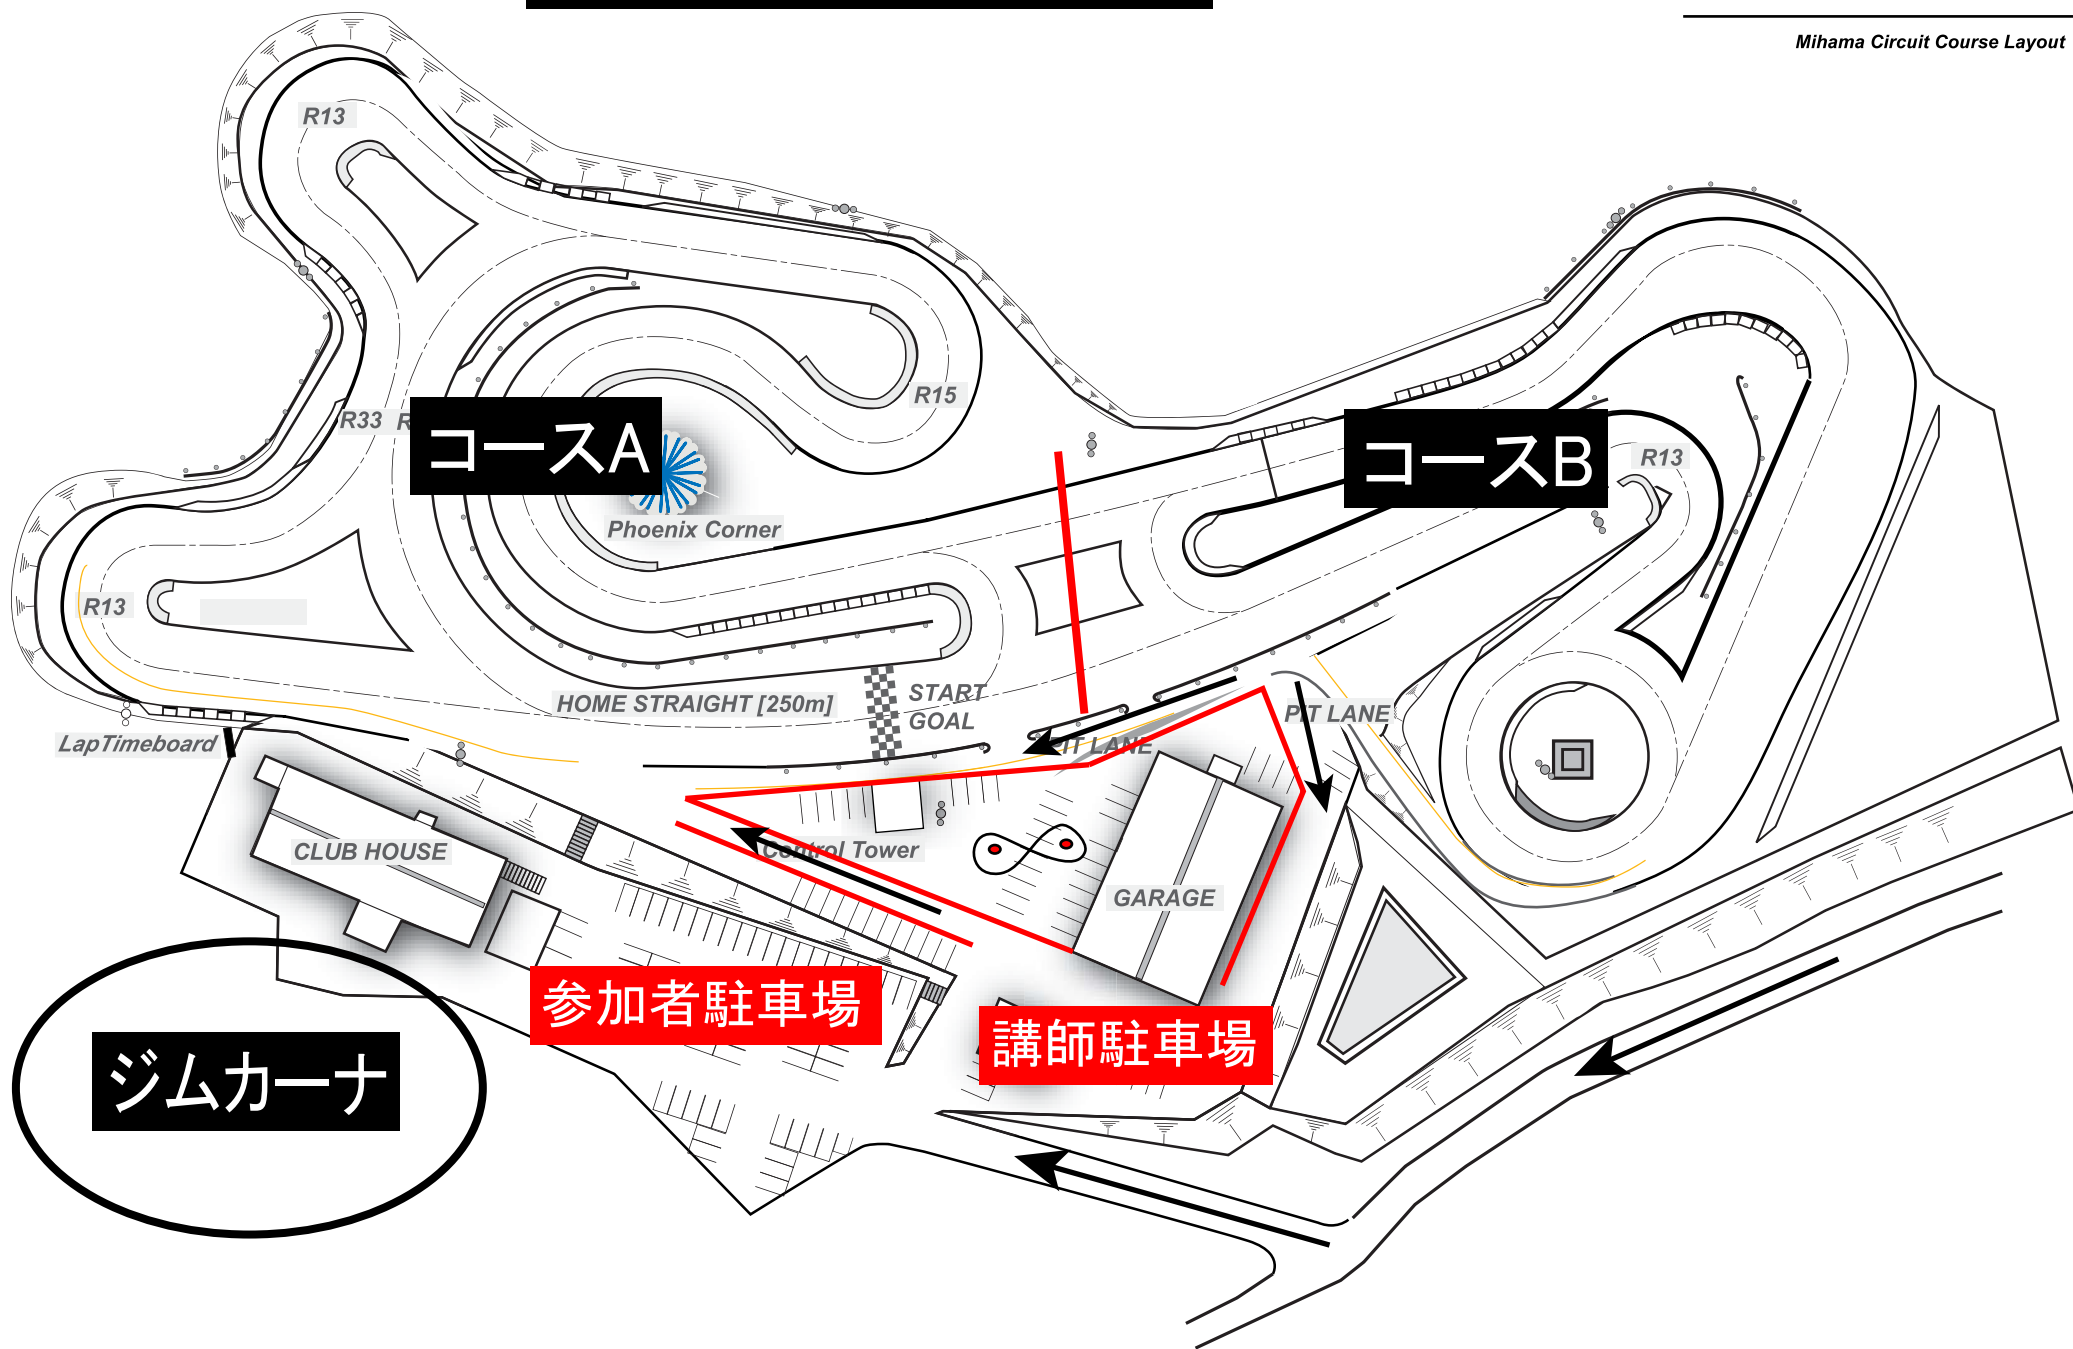 Mihama Circuit Course Layout
R13
R15
R33 R
コースA
コースB
R13
Phoenix Corner
R13
HOME STRAIGHT [250m]
START
GOAL
PIT LANE
PIT LANE
LapTimeboard
CLUB HOUSE
Control Tower
GARAGE
参加者駐車場
講師駐車場
ジムカーナ